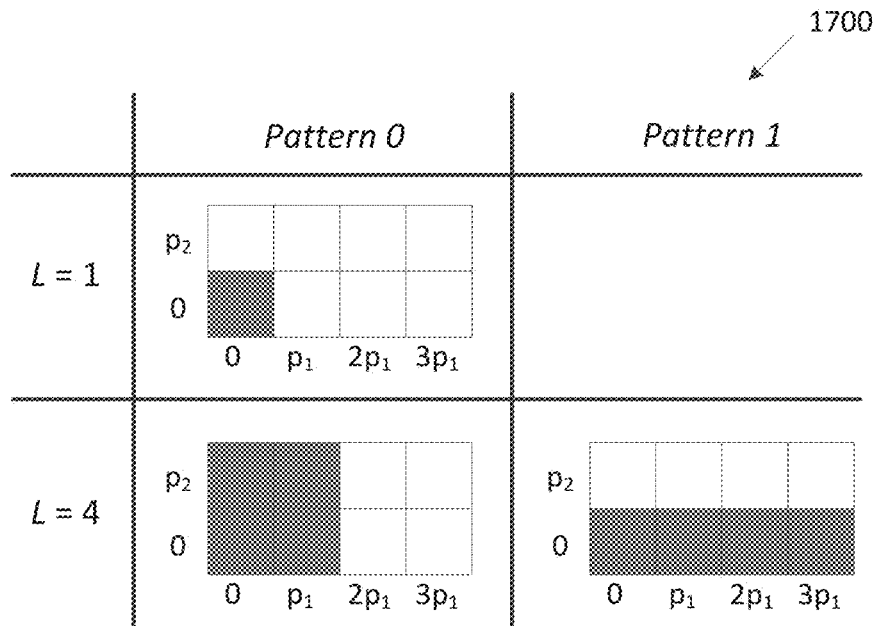 1700
Pattern 0 Pattern 1
p₂
L = 1
0
0 p₁ 2p₁ 3p₁
p₂ p₂
L = 4
0 0
0 p₁ 2p₁ 3p₁ 0 p₁ 2p₁ 3p₁